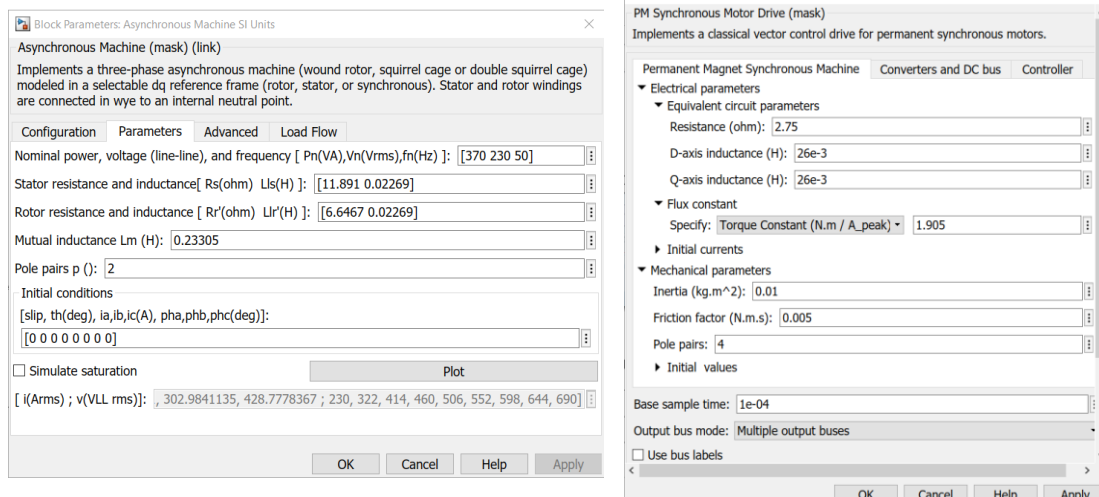 Block Parameters: Asynchronous Machine SI Units
Asynchronous Machine (mask) (link)
Implements a three-phase asynchronous machine (wound rotor, squirrel cage or double squirrel cage)
modeled in a selectable dq reference frame (rotor, stator, or synchronous). Stator and rotor windings
are connected in wye to an internal neutral point.
Configuration Parameters Advanced Load Flow
Nominal power, voltage (line-line), and frequency [ Pn(VA),Vn(Vrms),fn(Hz) ]: [370 230 50]
Stator resistance and inductance[ Rs(ohm) Lls(H) ]: [11.891 0.02269]
Rotor resistance and inductance [ Rr'(ohm) Llr'(H) ]: [6.6467 0.02269]
Mutual inductance Lm (H): 0.23305
Pole pairs p (): 2
Initial conditions
[slip, th(deg), ia,ib,ic(A), pha,phb,phc(deg)]:
[0 0 0 0 0 0 0 0]
Simulate saturation Plot
[ i(Arms) ; v(VLL rms)]: , 302.9841135, 428.7778367 ; 230, 322, 414, 460, 506, 552, 598, 644, 690]
OK Cancel Help Apply
PM Synchronous Motor Drive (mask)
Implements a classical vector control drive for permanent synchronous motors.
Permanent Magnet Synchronous Machine Converters and DC bus Controller
Electrical parameters
Equivalent circuit parameters
Resistance (ohm): 2.75
D-axis inductance (H): 26e-3
Q-axis inductance (H): 26e-3
Flux constant
Specify: Torque Constant (N.m / A_peak) 1.905
Initial currents
Mechanical parameters
Inertia (kg.m^2): 0.01
Friction factor (N.m.s): 0.005
Pole pairs: 4
Initial values
Base sample time: 1e-04
Output bus mode: Multiple output buses
Use bus labels
OK Cancel Help Apply